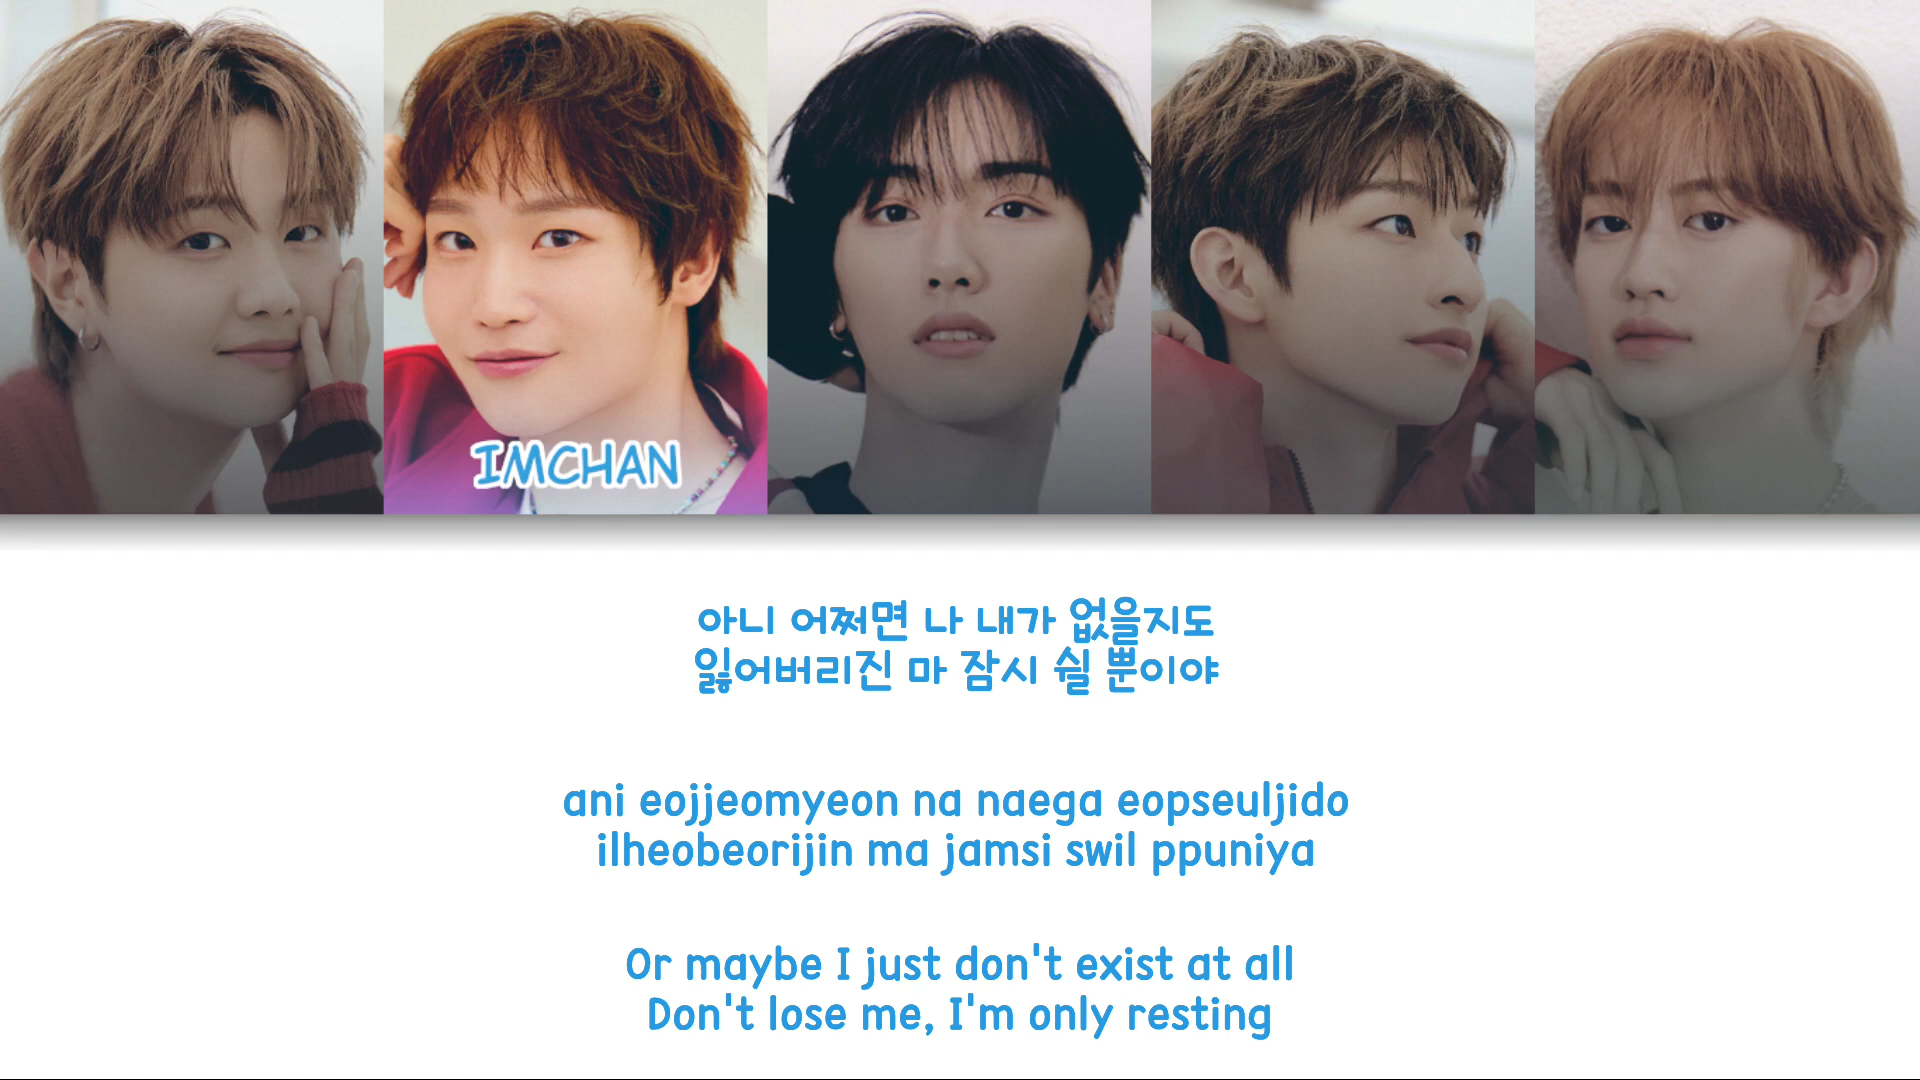 IMCHAN
아니 어쩌면 나 내가 없을지도
잃어버리진 마 잠시 쉴 뿐이야
ani eojjeomyeon na naega eopseuljido
ilheobeorijin ma jamsi swil ppuniya
Or maybe I just don't exist at all
Don't lose me, I'm only resting